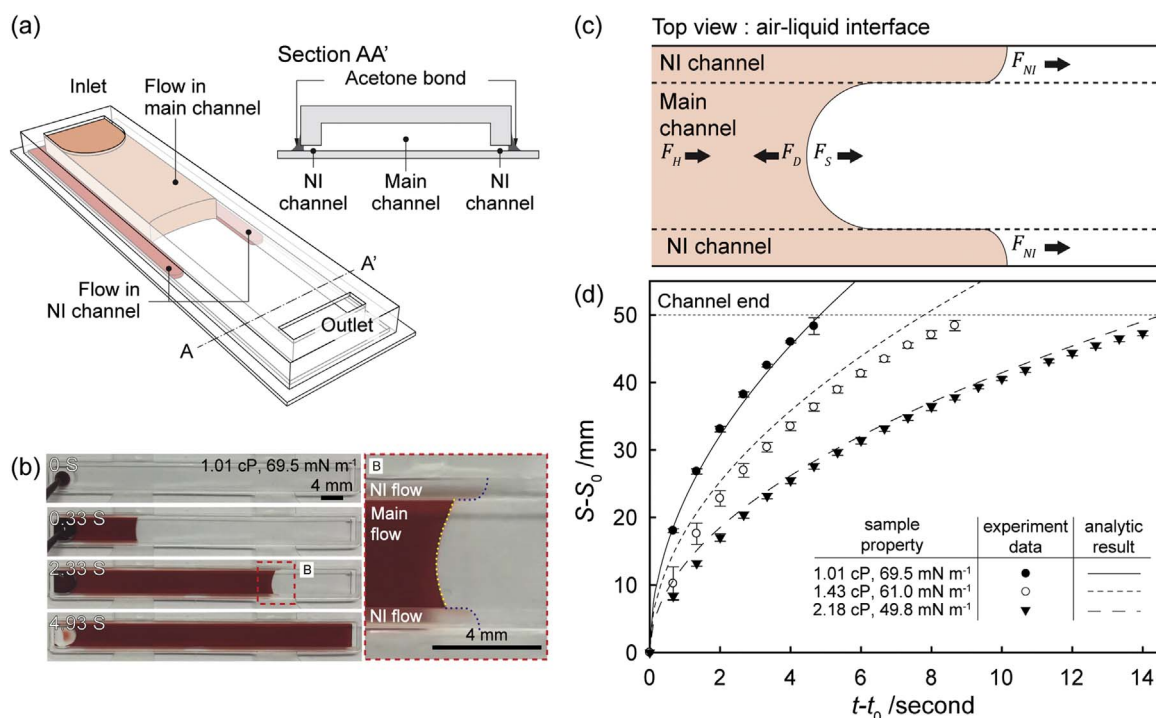 (a)
Inlet
Flow in
main channel
Section AA'
Acetone bond
NI
channel
Main
channel
NI
channel
Flow in
NI channel
A'
A
Outlet
(b)
0 S
1.01 cP, 69.5 mN m⁻¹
4 mm
0.33 S
2.33 S
B
4.93 S
B
NI flow
Main
flow
NI flow
4 mm
(c)
Top view : air-liquid interface
NI channel
F_NI
Main
channel
F_H
F_D
F_S
NI channel
F_NI
(d)
Channel end
S-S₀ /mm
60
50
40
30
20
10
0
sample
property
experiment
data
analytic
result
1.01 cP, 69.5 mN m⁻¹
1.43 cP, 61.0 mN m⁻¹
2.18 cP, 49.8 mN m⁻¹
0 2 4 6 8 10 12 14
t-t₀ /second